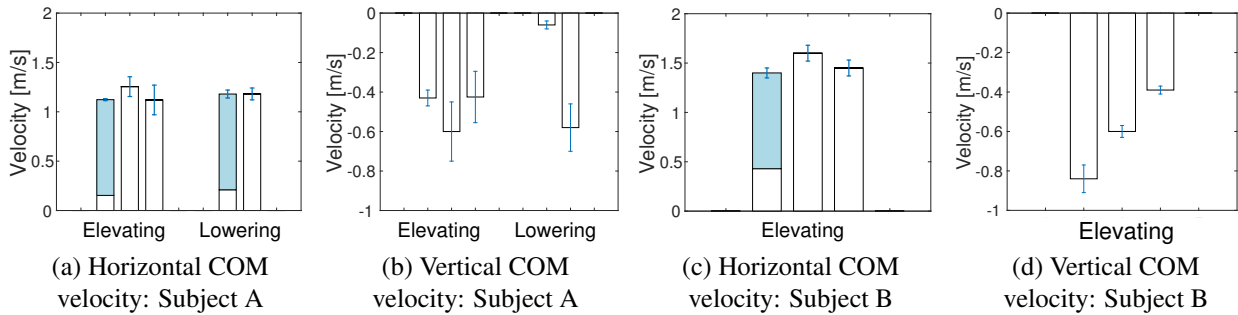 2
1.5
1
0.5
0
Velocity [m/s]
Elevating
Lowering
(a) Horizontal COM
velocity: Subject A
0
-0.2
-0.4
-0.6
-0.8
-1
Velocity [m/s]
Elevating
Lowering
(b) Vertical COM
velocity: Subject A
2
1.5
1
0.5
0
Velocity [m/s]
Elevating
(c) Horizontal COM
velocity: Subject B
0
-0.2
-0.4
-0.6
-0.8
-1
Velocity [m/s]
Elevating
(d) Vertical COM
velocity: Subject B